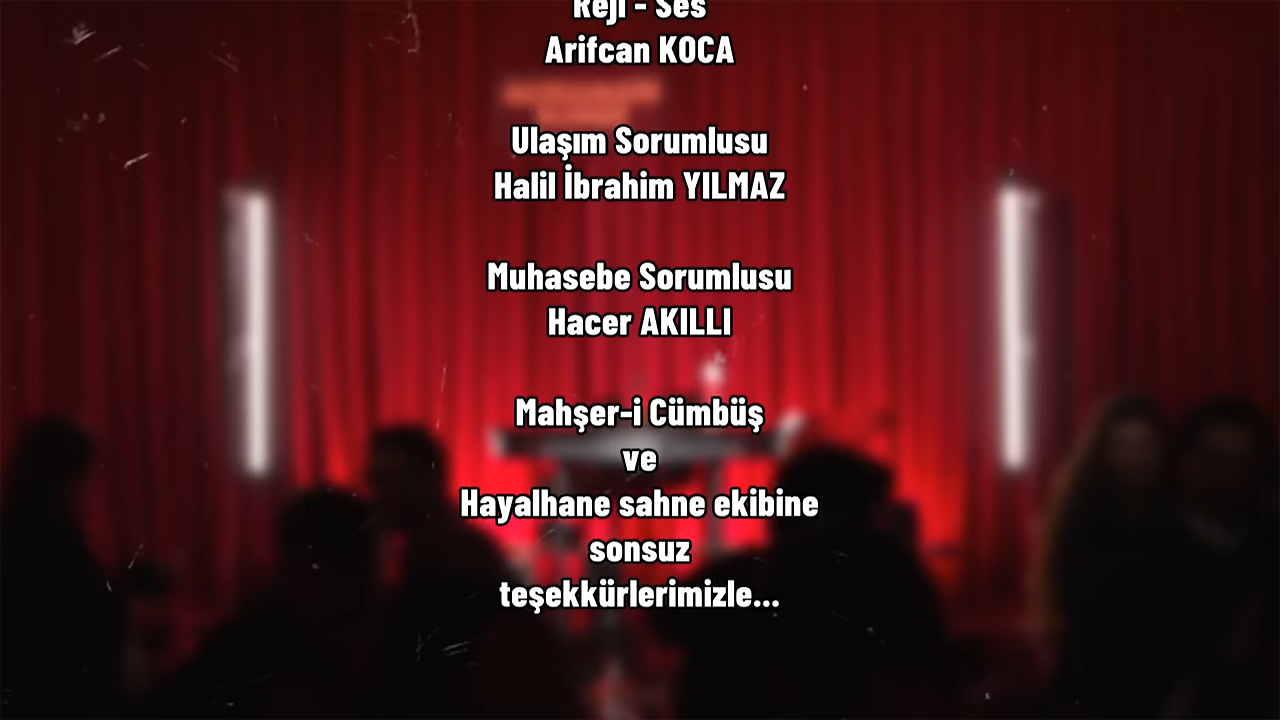 Reji - Ses
Arifcan KOCA
Ulaşım Sorumlusu
Halil İbrahim YILMAZ
Muhasebe Sorumlusu
Hacer AKILLI
Mahşer-i Cümbüş
ve
Hayalhane sahne ekibine
sonsuz
teşekkürlerimizle...